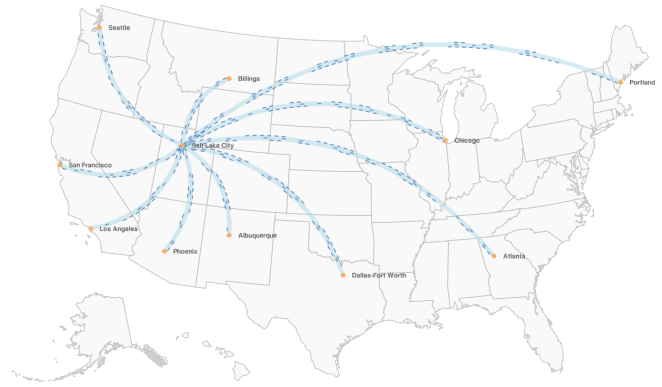 Seattle
Billings
Portland
Chicago
Salt Lake City
San Francisco
Los Angeles
Albuquerque
Phoenix
Atlanta
Dallas-Fort Worth